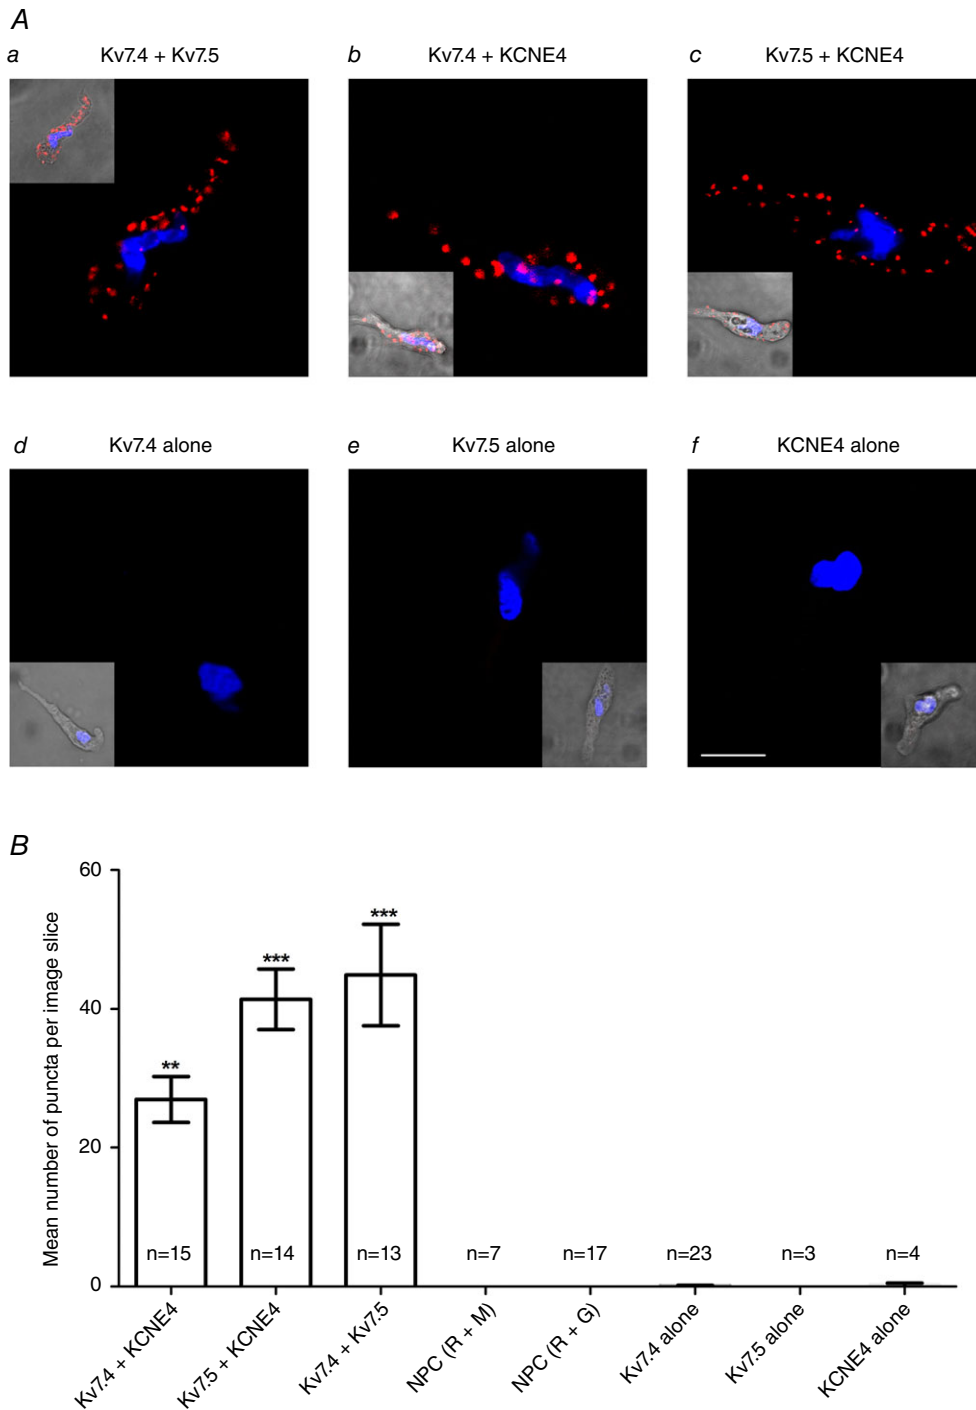 A
a Kv7.4 + Kv7.5 b Kv7.4 + KCNE4 c Kv7.5 + KCNE4
d Kv7.4 alone e Kv7.5 alone f KCNE4 alone
B
Mean number of puncta per image slice
60
40
20
0
** *** ***
n=15 n=14 n=13 n=7 n=17 n=23 n=3 n=4
Kv7.4 + KCNE4
Kv7.5 + KCNE4
Kv7.4 + Kv7.5
NPC (R + M)
NPC (R + G)
Kv7.4 alone
Kv7.5 alone
KCNE4 alone